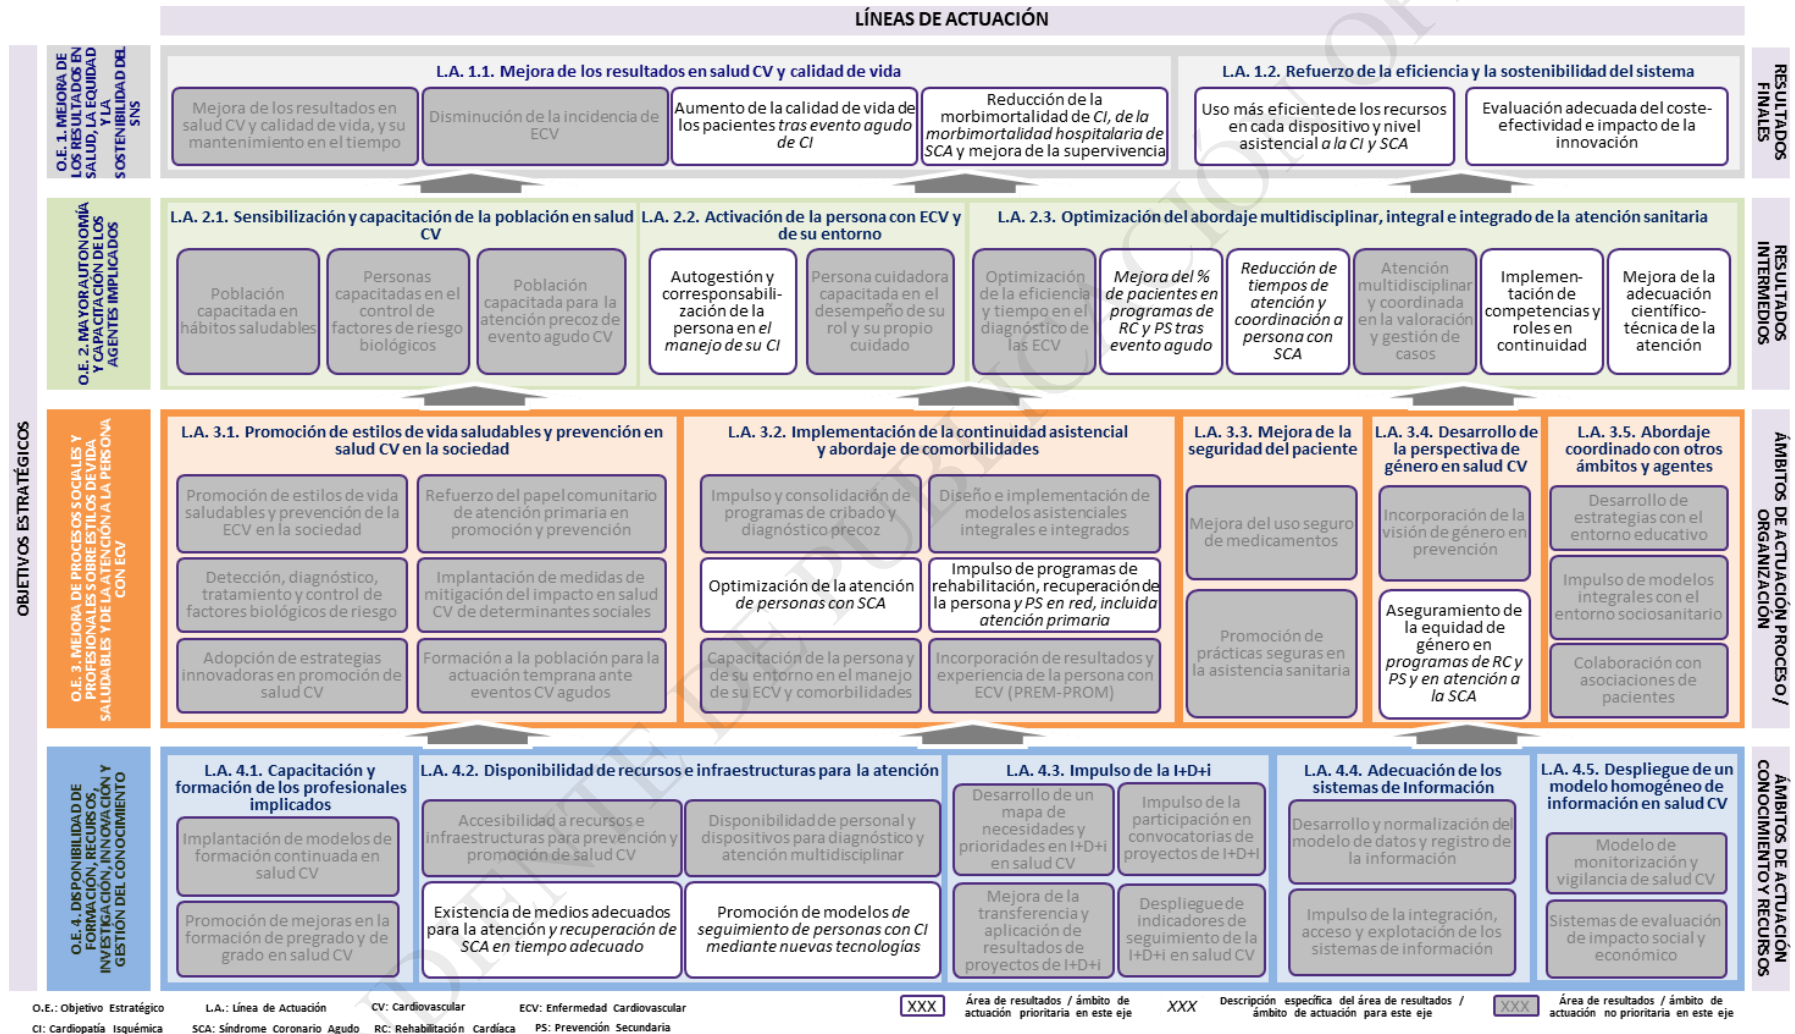 LÍNEAS DE ACTUACIÓN
OBJETIVOS ESTRATÉGICOS
O.E. 1. MEJORA DE
LOS RESULTADOS EN
SALUD, LA EQUIDAD
Y LA
SOSTENIBILIDAD DEL
SNS
L.A. 1.1. Mejora de los resultados en salud CV y calidad de vida
Mejora de los resultados en
salud CV y calidad de vida, y su
mantenimiento en el tiempo
Disminución de la incidencia de
ECV
Aumento de la calidad de vida de
los pacientes tras evento agudo
de CI
Reducción de la
morbimortalidad de CI, de la
morbimortalidad hospitalaria de
SCA y mejora de la supervivencia
L.A. 1.2. Refuerzo de la eficiencia y la sostenibilidad del sistema
Uso más eficiente de los recursos
en cada dispositivo y nivel
asistencial a la CI y SCA
Evaluación adecuada del coste-
efectividad e impacto de la
innovación
RESULTADOS
FINALES
O.E. 2. MAYOR AUTONOMÍA
Y CAPACITACIÓN DE LOS
AGENTES IMPLICADOS
L.A. 2.1. Sensibilización y capacitación de la población en salud
CV
Población
capacitada en
hábitos saludables
Personas
capacitadas en el
control de
factores de riesgo
biológicos
Población
capacitada para la
atención precoz de
evento agudo CV
L.A. 2.2. Activación de la persona con ECV y
de su entorno
Autogestión y
corresponsabili-
zación de la
persona en el
manejo de su CI
Persona cuidadora
capacitada en el
desempeño de su
rol y su propio
cuidado
L.A. 2.3. Optimización del abordaje multidisciplinar, integral e integrado de la atención sanitaria
Optimización
de la eficiencia
y tiempo en el
diagnóstico de
las ECV
Mejora del %
de pacientes en
programas de
RC y PS tras
evento agudo
Reducción de
tiempos de
atención y
coordinación a
persona con
SCA
Atención
multidisciplinar
y coordinada
en la valoración
y gestión de
casos
Implemen-
tación de
competencias y
roles en
continuidad
Mejora de la
adecuación
científico-
técnica de la
atención
RESULTADOS
INTERMEDIOS
O.E. 3. MEJORA DE PROCESOS SOCIALES Y
PROFESIONALES SOBRE ESTILOS DE VIDA
SALUDABLES Y DE LA ATENCIÓN A LA PERSONA
CON ECV
L.A. 3.1. Promoción de estilos de vida saludables y prevención en
salud CV en la sociedad
Promoción de estilos de vida
saludables y prevención de la
ECV en la sociedad
Refuerzo del papel comunitario
de atención primaria en
promoción y prevención
Detección, diagnóstico,
tratamiento y control de
factores biológicos de riesgo
Implantación de medidas de
mitigación del impacto en salud
CV de determinantes sociales
Adopción de estrategias
innovadoras en promoción de
salud CV
Formación a la población para la
actuación temprana ante
eventos CV agudos
L.A. 3.2. Implementación de la continuidad asistencial
y abordaje de comorbilidades
Impulso y consolidación de
programas de cribado y
diagnóstico precoz
Diseño e implementación de
modelos asistenciales
integrales e integrados
Optimización de la atención
de personas con SCA
Impulso de programas de
rehabilitación, recuperación de
la persona y PS en red, incluida
atención primaria
Capacitación de la persona y
de su entorno en el manejo
de su ECV y comorbilidades
Incorporación de resultados y
experiencia de la persona con
ECV (PREM-PROM)
L.A. 3.3. Mejora de la
seguridad del paciente
Mejora del uso seguro
de medicamentos
Promoción de
prácticas seguras en
la asistencia sanitaria
L.A. 3.4. Desarrollo de
la perspectiva de
género en salud CV
Incorporación de la
visión de género en
prevención
Aseguramiento de
la equidad de
género en
programas de RC y
PS y en atención a
la SCA
L.A. 3.5. Abordaje
coordinado con otros
ámbitos y agentes
Desarrollo de
estrategias con el
entorno educativo
Impulso de modelos
integrales con el
entorno sociosanitario
Colaboración con
asociaciones de
pacientes
ÁMBITOS DE ACTUACIÓN PROCESO /
ORGANIZACIÓN
O.E. 4. DISPONIBILIDAD DE
FORMACIÓN, RECURSOS,
INVESTIGACIÓN, INNOVACIÓN Y
GESTIÓN DEL CONOCIMIENTO
L.A. 4.1. Capacitación y
formación de los profesionales
implicados
Implantación de modelos de
formación continuada en
salud CV
Promoción de mejoras en la
formación de pregrado y de
grado en salud CV
L.A. 4.2. Disponibilidad de recursos e infraestructuras para la atención
Accesibilidad a recursos e
infraestructuras para prevención y
promoción de salud CV
Disponibilidad de personal y
dispositivos para diagnóstico y
atención multidisciplinar
Existencia de medios adecuados
para la atención y recuperación de
SCA en tiempo adecuado
Promoción de modelos de
seguimiento de personas con CI
mediante nuevas tecnologías
L.A. 4.3. Impulso de la I+D+i
Desarrollo de un
mapa de
necesidades y
prioridades en I+D+i
en salud CV
Impulso de la
participación en
convocatorias de
proyectos de I+D+I
Mejora de la
transferencia y
aplicación de
resultados de
proyectos de I+D+i
Despliegue de
indicadores de
seguimiento de la
I+D+i en salud CV
L.A. 4.4. Adecuación de los
sistemas de Información
Desarrollo y normalización del
modelo de datos y registro de
la información
Impulso de la integración,
acceso y explotación de los
sistemas de información
L.A. 4.5. Despliegue de un
modelo homogéneo de
información en salud CV
Modelo de
monitorización y
vigilancia de salud CV
Sistemas de evaluación
de impacto social y
económico
ÁMBITOS DE ACTUACIÓN
CONOCIMIENTO Y RECURSOS
O.E.: Objetivo Estratégico L.A.: Línea de Actuación CV: Cardiovascular ECV: Enfermedad Cardiovascular
CI: Cardiopatía Isquémica SCA: Síndrome Coronario Agudo RC: Rehabilitación Cardíaca PS: Prevención Secundaria
XXX Área de resultados / ámbito de
actuación prioritaria en este eje
XXX Descripción específica del área de resultados /
ámbito de actuación para este eje
XXX Área de resultados / ámbito de
actuación no prioritaria en este eje
DIENTE DE PUBLICACIÓN OF